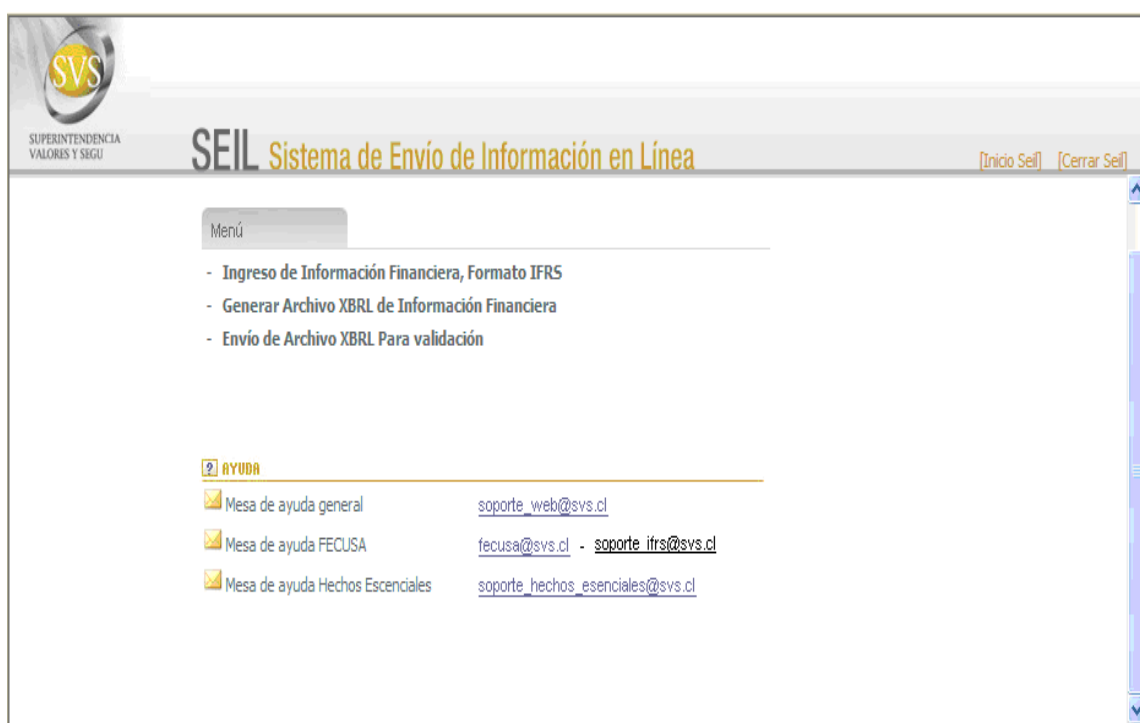 SVS
SUPERINTENDENCIA
VALORES Y SEGU
SEIL Sistema de Envío de Información en Línea
[Inicio Seil] [Cerrar Seil]
Menú
- Ingreso de Información Financiera, Formato IFRS
- Generar Archivo XBRL de Información Financiera
- Envío de Archivo XBRL Para validación
? AYUDA
Mesa de ayuda general soporte_web@svs.cl
Mesa de ayuda FECUSA fecusa@svs.cl - soporte_ifrs@svs.cl
Mesa de ayuda Hechos Escenciales soporte_hechos_esenciales@svs.cl